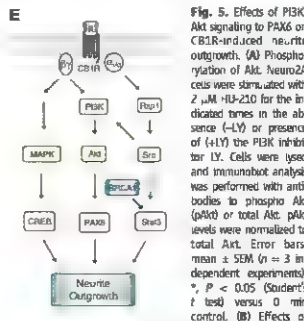 E
βγ
CB1R
αi/o
PI3K
Rap1
MAPK
Akt
Src
BRCA1
CREB
PAX6
Stat3
Neurite
Outgrowth
Fig. 5. Effects of PI3K
Akt signaling to PAX6 on
CB1R-induced neurite
outgrowth. (A) Phospho-
rylation of Akt. Neuro2A
cells were stimulated with
2 μM HU-210 for the in-
dicated times in the ab-
sence (–LY) or presence
of (+LY) the PI3K inhibi-
tor LY. Cells were lysed
and immunoblot analysis
was performed with anti-
bodies to phospho Akt
(pAkt) or total Akt. pAkt
levels were normalized to
total Akt. Error bars,
mean ± SEM (n = 3 in-
dependent experiments)
*, P < 0.05 (Student's
t test) versus 0 min
control. (B) Effects of